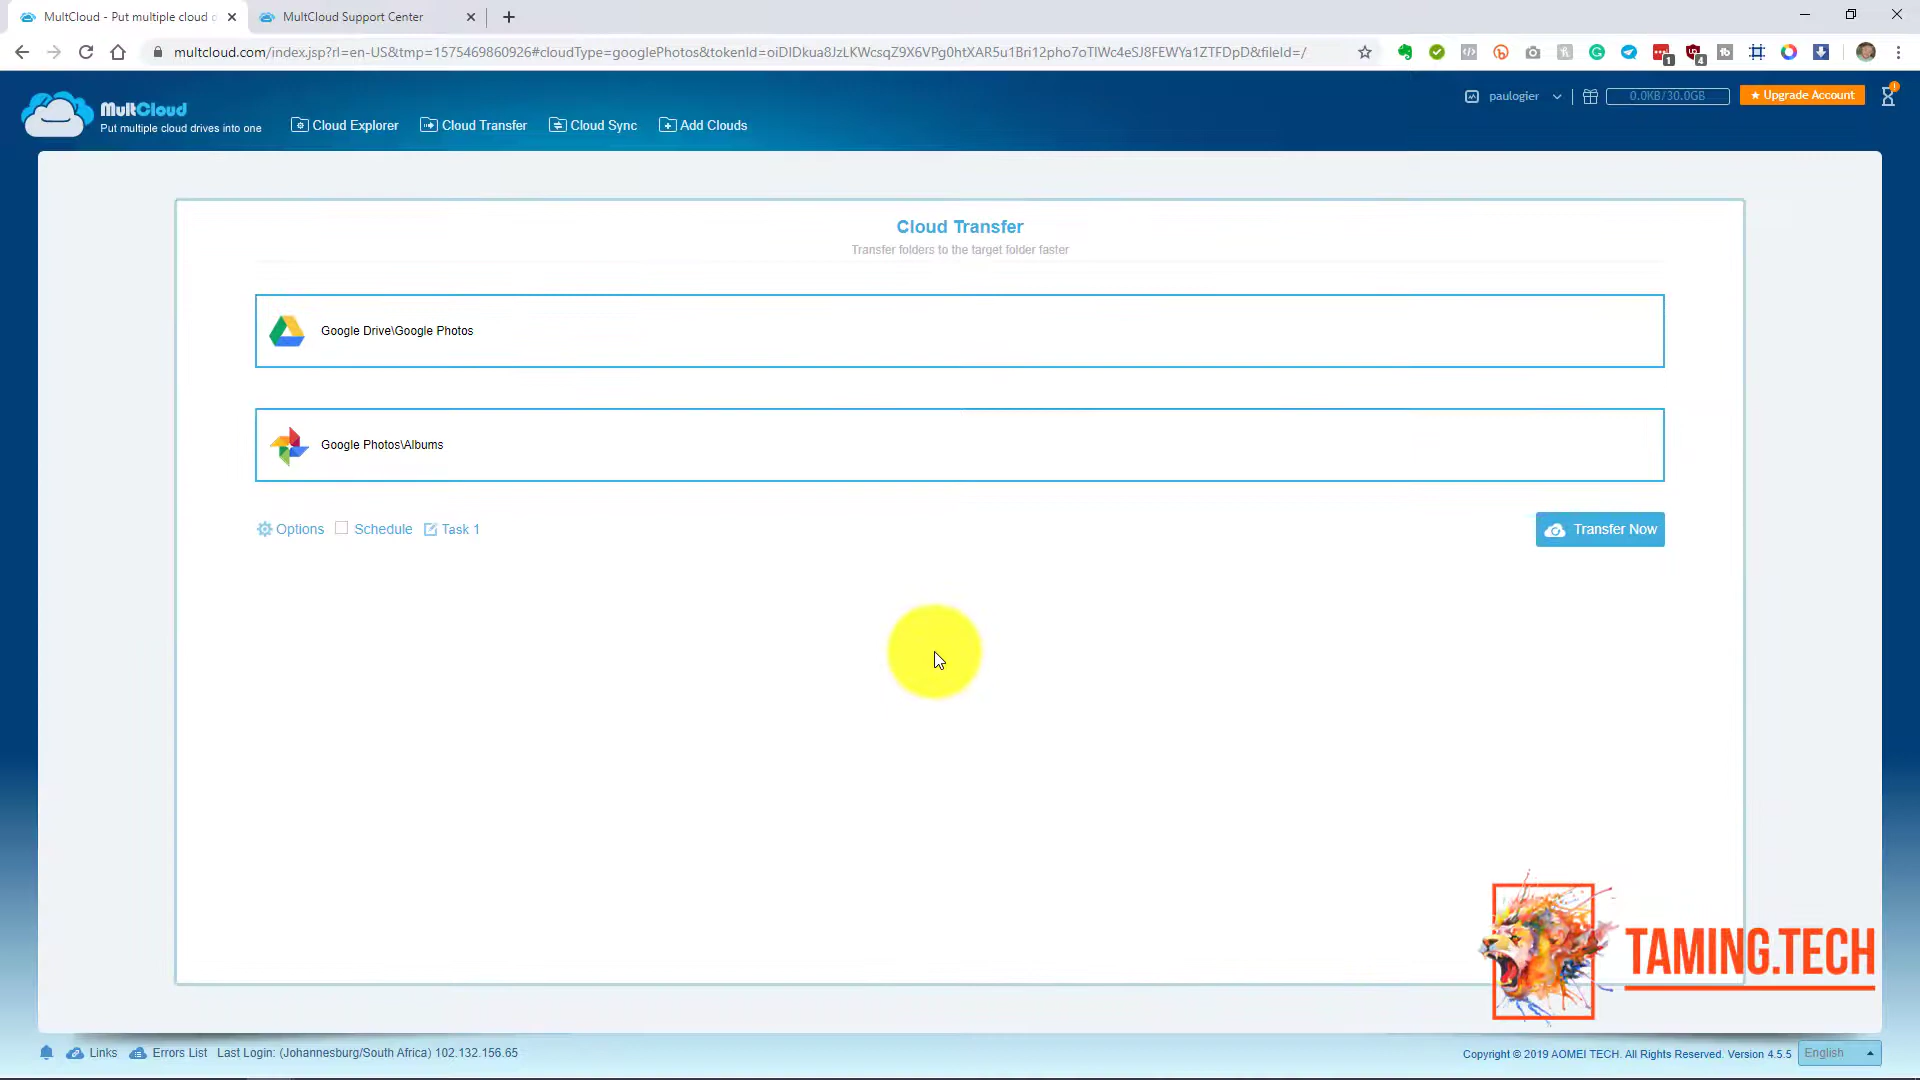 MultCloud - Put multiple cloud d
MultCloud Support Center
multcloud.com/index.jsp?rl=en-US&tmp=1575469860926#cloudType=googlePhotos&tokenId=oiDIDkua8JzLKWcsqZ9X6VPg0htXAR5u1Bri12pho7oTlWc4eSJ8FEWYa1ZTFDpD&fileId=/
1
4
MultCloud
Put multiple cloud drives into one
Cloud Explorer
Cloud Transfer
Cloud Sync
Add Clouds
paulogier
0.0KB/30.0GB
★ Upgrade Account
Cloud Transfer
Transfer folders to the target folder faster
Google Drive\Google Photos
Google Photos\Albums
Options
Schedule
Task 1
Transfer Now
TAMING.TECH
Links
Errors List
Last Login: (Johannesburg/South Africa) 102.132.156.65
Copyright © 2019 AOMEI TECH. All Rights Reserved. Version 4.5.5
English